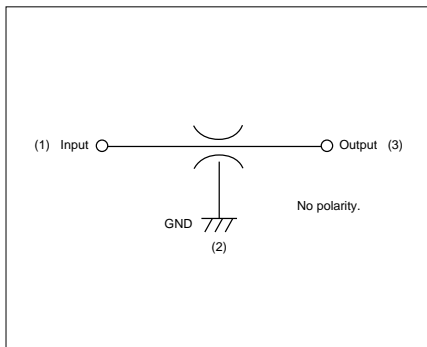 (1) Input Output (3)
No polarity.
GND
(2)